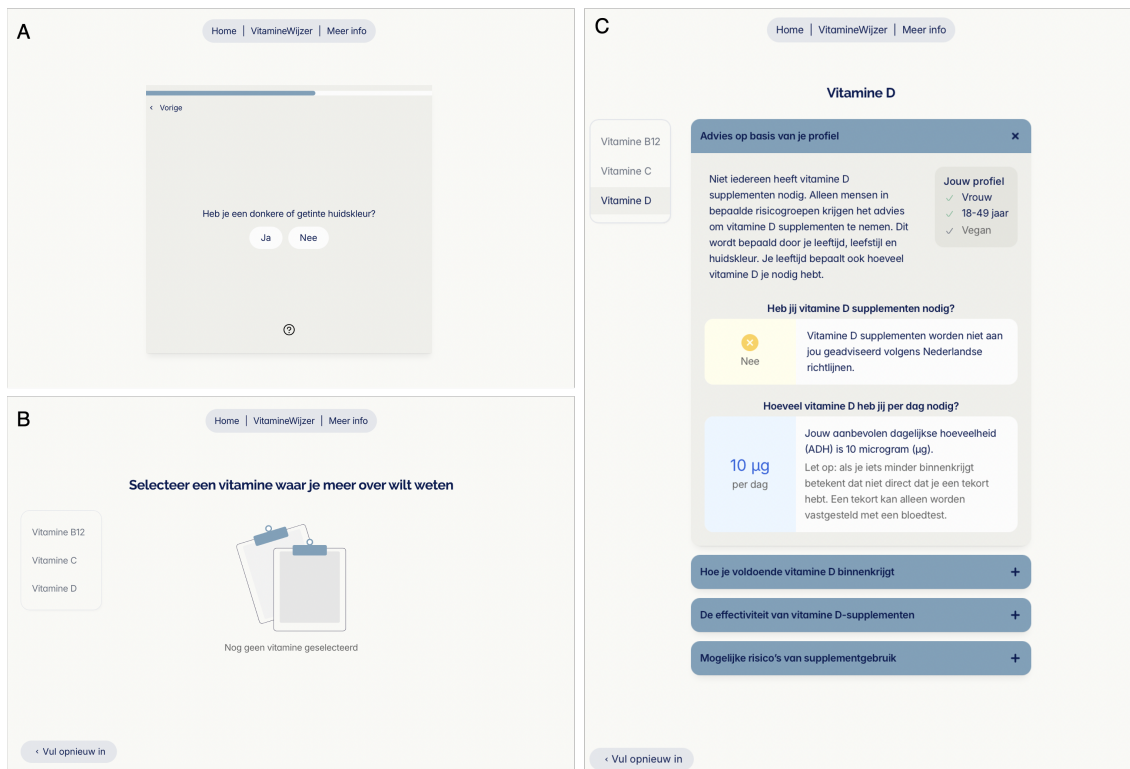 A
Home | VitamineWijzer | Meer info
‹ Vorige
Heb je een donkere of getinte huidskleur?
Ja Nee
?
B
Home | VitamineWijzer | Meer info
Selecteer een vitamine waar je meer over wilt weten
Vitamine B12
Vitamine C
Vitamine D
Nog geen vitamine geselecteerd
‹ Vul opnieuw in
C
Home | VitamineWijzer | Meer info
Vitamine D
Vitamine B12
Vitamine C
Vitamine D
Advies op basis van je profiel ×
Niet iedereen heeft vitamine D
supplementen nodig. Alleen mensen in
bepaalde risicogroepen krijgen het advies
om vitamine D supplementen te nemen. Dit
wordt bepaald door je leeftijd, leefstijl en
huidskleur. Je leeftijd bepaalt ook hoeveel
vitamine D je nodig hebt.
Jouw profiel
✓ Vrouw
✓ 18-49 jaar
✓ Vegan
Heb jij vitamine D supplementen nodig?
Nee
Vitamine D supplementen worden niet aan
jou geadviseerd volgens Nederlandse
richtlijnen.
Hoeveel vitamine D heb jij per dag nodig?
10 µg
per dag
Jouw aanbevolen dagelijkse hoeveelheid
(ADH) is 10 microgram (µg).
Let op: als je iets minder binnenkrijgt
betekent dat niet direct dat je een tekort
hebt. Een tekort kan alleen worden
vastgesteld met een bloedtest.
Hoe je voldoende vitamine D binnenkrijgt +
De effectiviteit van vitamine D-supplementen +
Mogelijke risico's van supplementgebruik +
‹ Vul opnieuw in